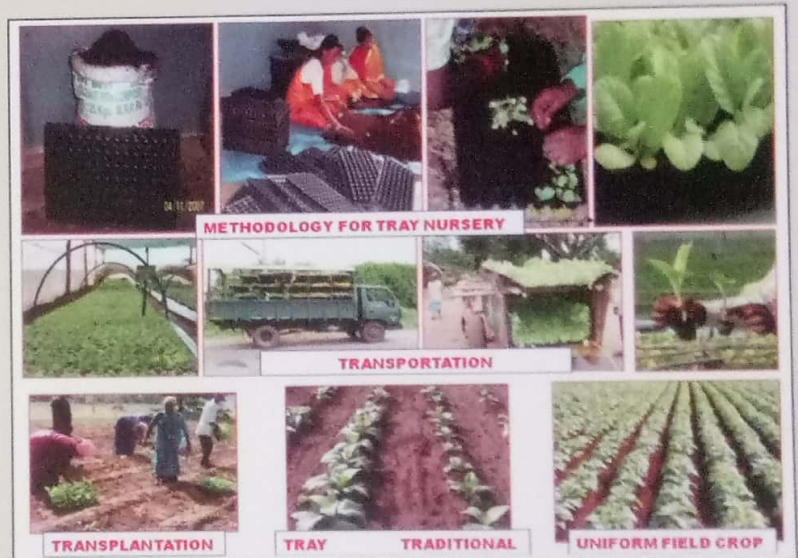 04/11/2007
METHODOLOGY FOR TRAY NURSERY
TRANSPORTATION
TRANSPLANTATION
TRAY TRADITIONAL
UNIFORM FIELD CROP